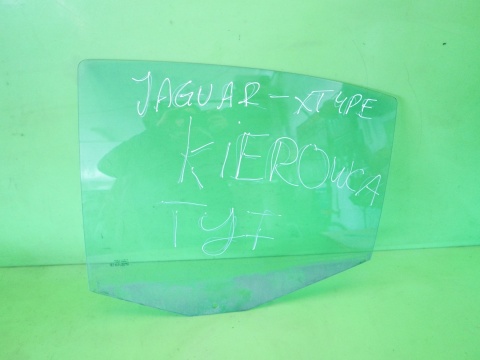 JAGUAR - XTYPE
KIEROWCA
TYŁ